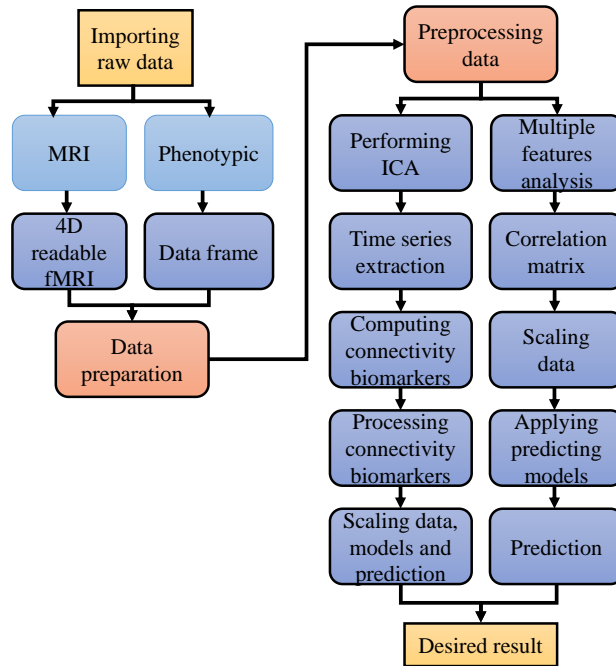 Importing
raw data
MRI
Phenotypic
4D
readable
fMRI
Data frame
Data
preparation
Preprocessing
data
Performing
ICA
Time series
extraction
Computing
connectivity
biomarkers
Processing
connectivity
biomarkers
Scaling data,
models and
prediction
Multiple
features
analysis
Correlation
matrix
Scaling
data
Applying
predicting
models
Prediction
Desired result